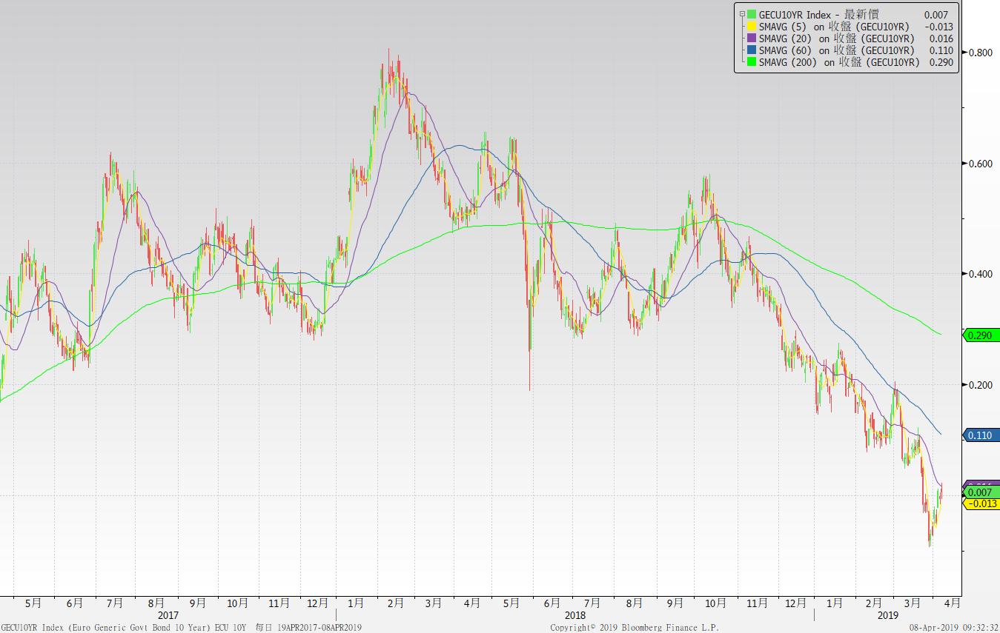 GECU10YR Index - 最新價 0.007
SMAVG (5) on 收盤 (GECU10YR) -0.013
SMAVG (20) on 收盤 (GECU10YR) 0.016
SMAVG (60) on 收盤 (GECU10YR) 0.110
SMAVG (200) on 收盤 (GECU10YR) 0.290
0.800
0.600
0.400
0.290
0.200
0.110
0.007
-0.013
5月 6月 7月 8月 9月 10月 11月 12月 1月 2月 3月 4月 5月 6月 7月 8月 9月 10月 11月 12月 1月 2月 3月 4月
2017 2018 2019
GECU10YR Index (Euro Generic Govt Bond 10 Year) ECU 10Y 每日 19APR2017-08APR2019 Copyright© 2019 Bloomberg Finance L.P. 08-Apr-2019 09:32:32